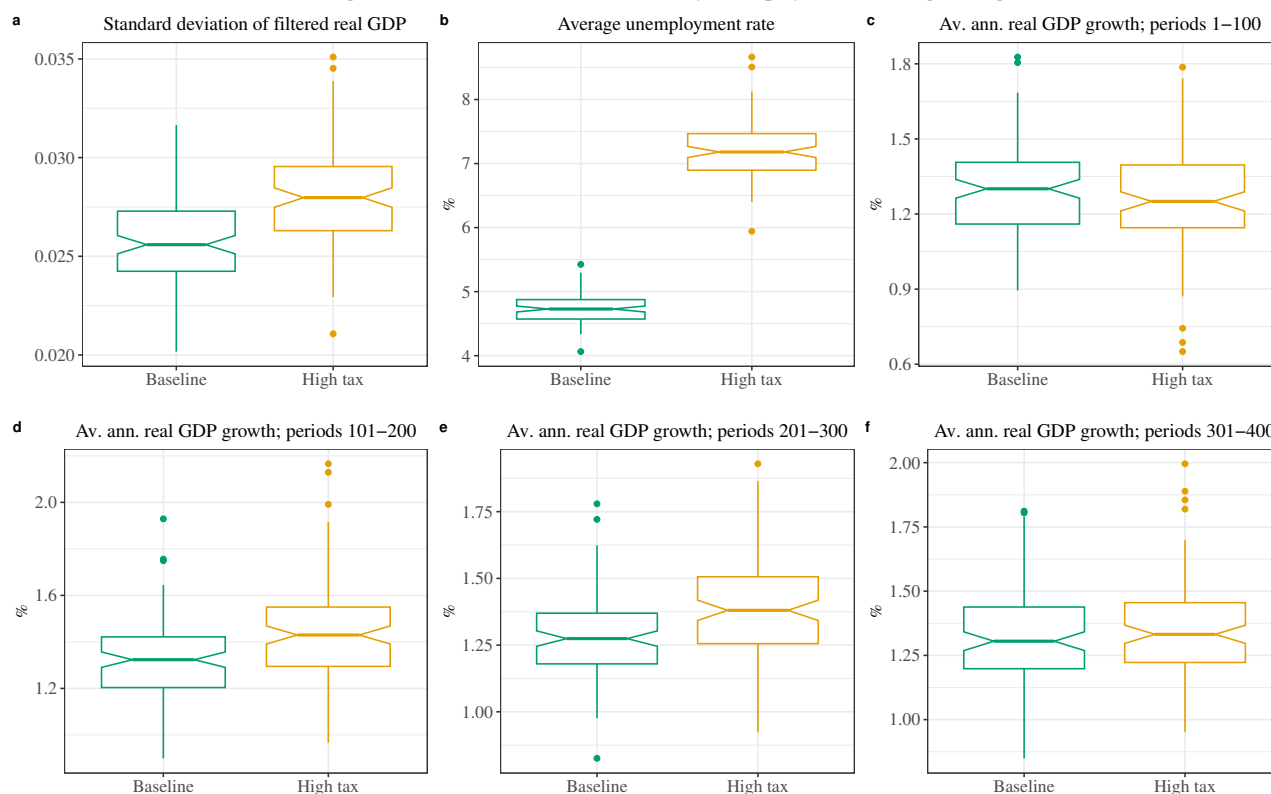 a Standard deviation of filtered real GDP
0.035
0.030
0.025
0.020
Baseline High tax
b Average unemployment rate
8
7
6
5
4
%
Baseline High tax
c Av. ann. real GDP growth; periods 1−100
1.8
1.5
1.2
0.9
0.6
%
Baseline High tax
d Av. ann. real GDP growth; periods 101−200
2.0
1.6
1.2
%
Baseline High tax
e Av. ann. real GDP growth; periods 201−300
1.75
1.50
1.25
1.00
%
Baseline High tax
f Av. ann. real GDP growth; periods 301−400
2.00
1.75
1.50
1.25
1.00
%
Baseline High tax